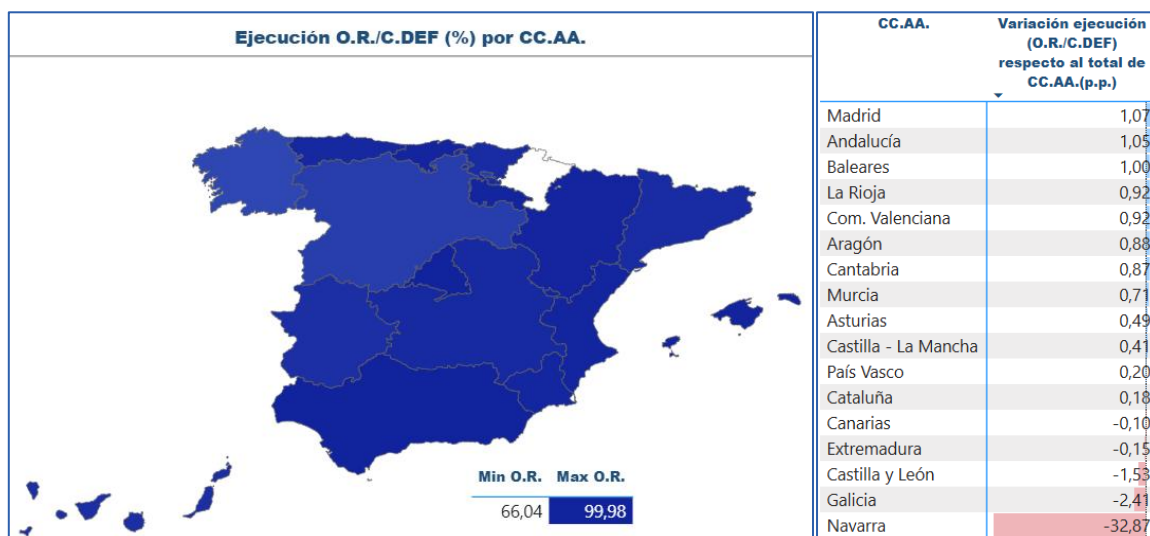 Ejecución O.R./C.DEF (%) por CC.AA.
Min O.R. Max O.R.
66,04 99,98
CC.AA. Variación ejecución
(O.R./C.DEF)
respecto al total de
CC.AA.(p.p.)
Madrid 1,07
Andalucía 1,05
Baleares 1,00
La Rioja 0,92
Com. Valenciana 0,92
Aragón 0,88
Cantabria 0,87
Murcia 0,71
Asturias 0,49
Castilla - La Mancha 0,41
País Vasco 0,20
Cataluña 0,18
Canarias -0,10
Extremadura -0,15
Castilla y León -1,53
Galicia -2,41
Navarra -32,87